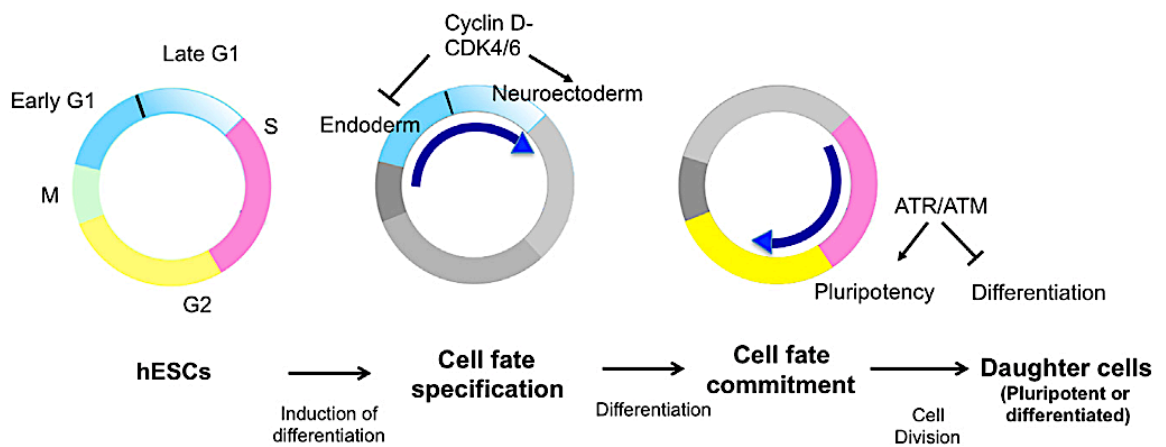 Late G1
Early G1
S
M
G2
Cyclin D-
CDK4/6
Endoderm
Neuroectoderm
ATR/ATM
Pluripotency
Differentiation
hESCs
Induction of
differentiation
Cell fate
specification
Differentiation
Cell fate
commitment
Cell
Division
Daughter cells
(Pluripotent or
differentiated)